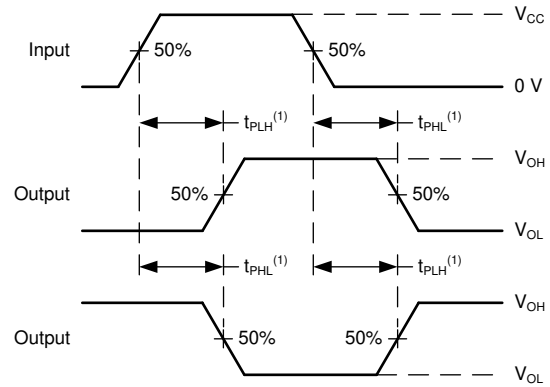 V_CC
Input 50% 50%
0 V
t_PLH^(1) t_PHL^(1)
V_OH
Output 50% 50%
V_OL
t_PHL^(1) t_PLH^(1)
V_OH
Output 50% 50%
V_OL